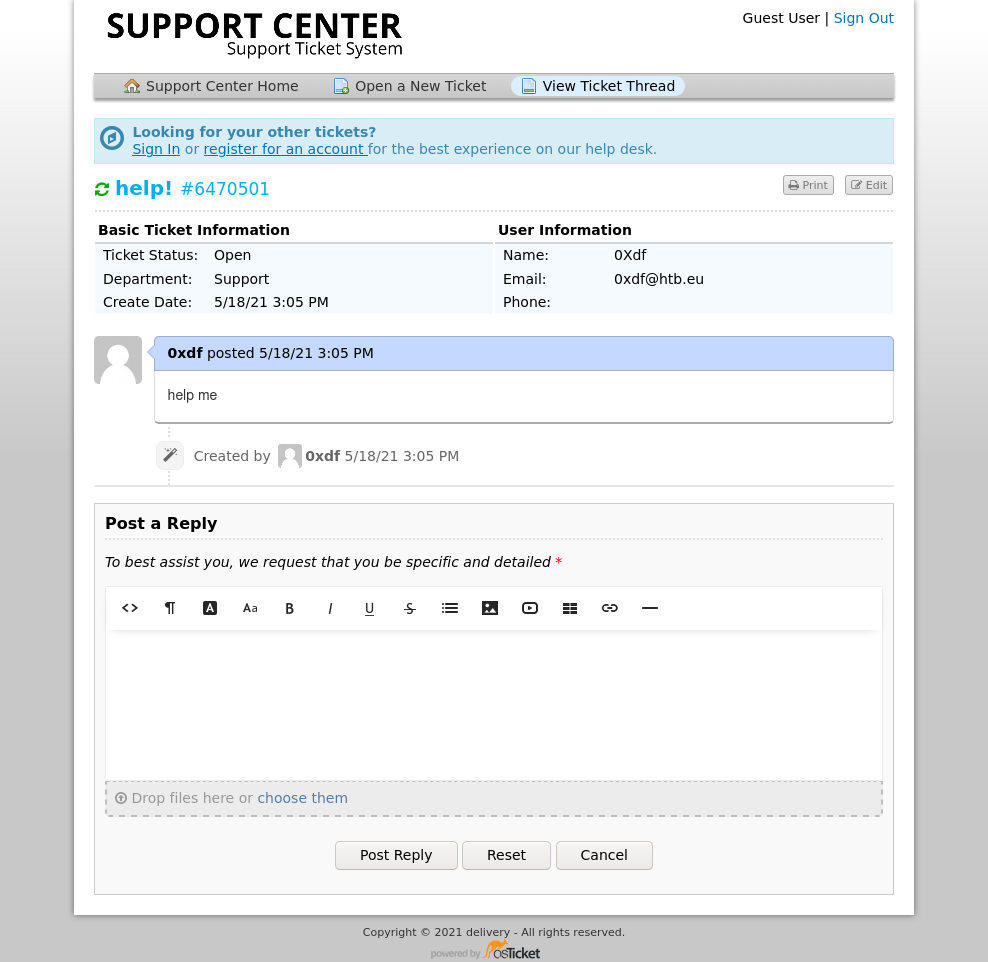 SUPPORT CENTER
Support Ticket System
Guest User | Sign Out
Support Center Home Open a New Ticket View Ticket Thread
Looking for your other tickets?
Sign In or register for an account for the best experience on our help desk.
help! #6470501
Print Edit
Basic Ticket Information User Information
Ticket Status: Open Name: 0Xdf
Department: Support Email: 0xdf@htb.eu
Create Date: 5/18/21 3:05 PM Phone:
0xdf posted 5/18/21 3:05 PM
help me
Created by 0xdf 5/18/21 3:05 PM
Post a Reply
To best assist you, we request that you be specific and detailed *
<> ¶ A Aa B I U S
Drop files here or choose them
Post Reply Reset Cancel
Copyright © 2021 delivery - All rights reserved.
powered by osTicket